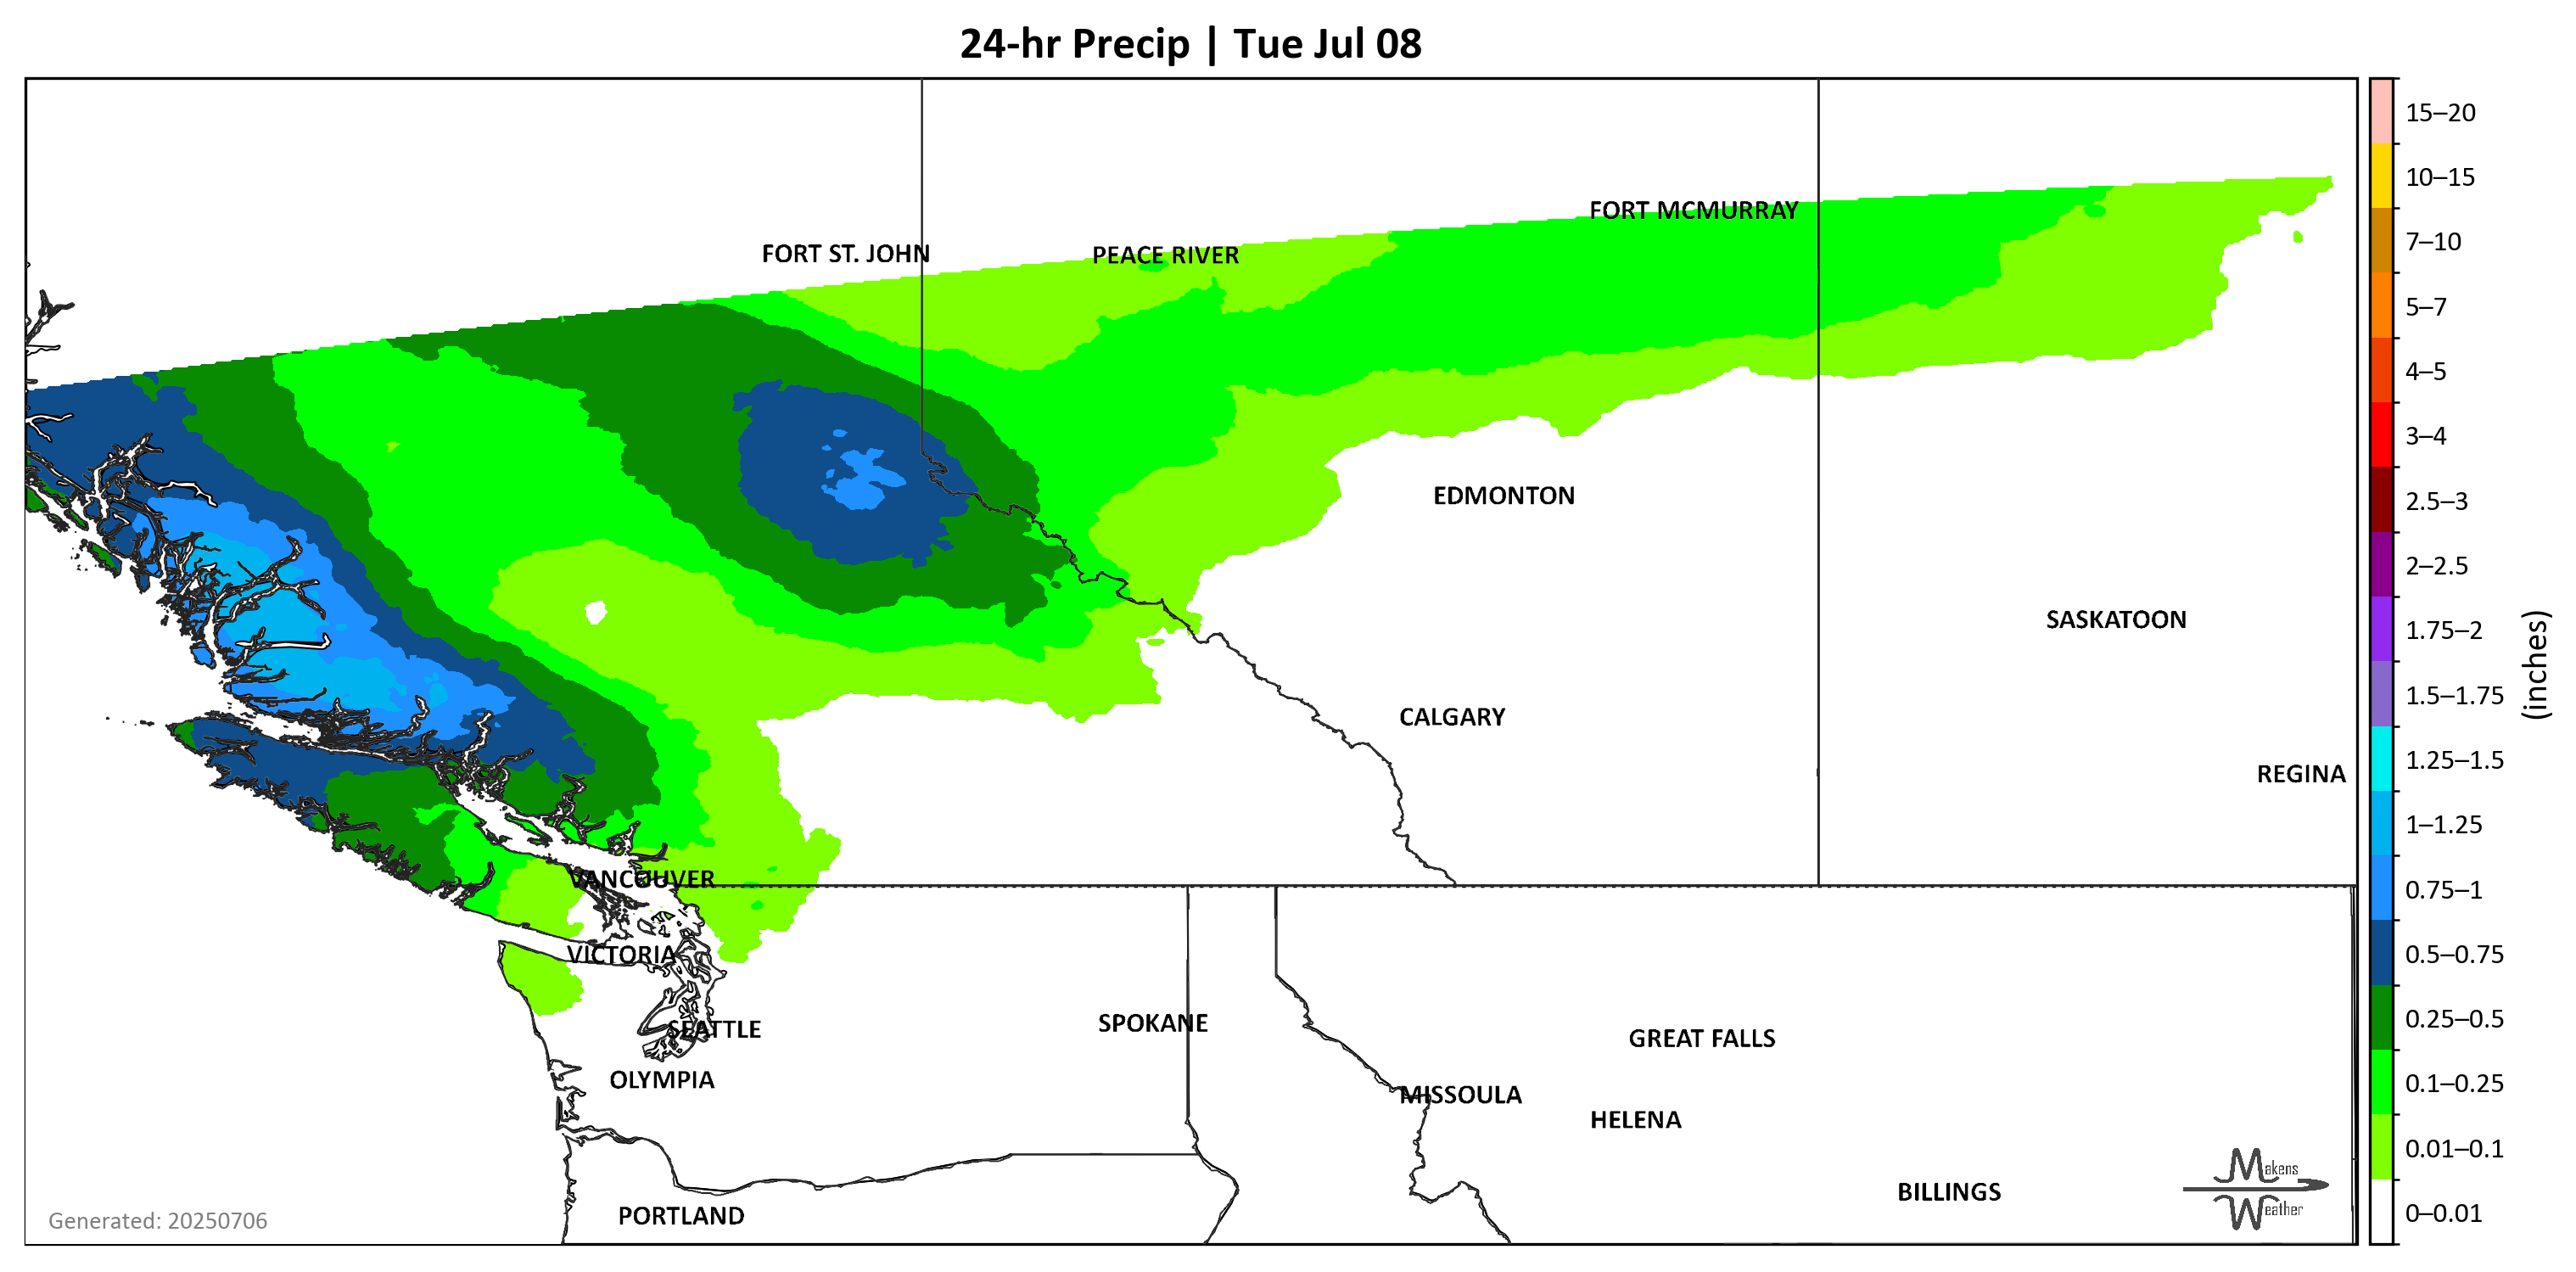 24-hr Precip | Tue Jul 08
FORT MCMURRAY
FORT ST. JOHN
PEACE RIVER
EDMONTON
SASKATOON
CALGARY
REGINA
VANCOUVER
VICTORIA
SEATTLE
SPOKANE
GREAT FALLS
OLYMPIA
MISSOULA
HELENA
BILLINGS
PORTLAND
Generated: 20250706
Makens
Weather
15–20
10–15
7–10
5–7
4–5
3–4
2.5–3
2–2.5
1.75–2
1.5–1.75
1.25–1.5
1–1.25
0.75–1
0.5–0.75
0.25–0.5
0.1–0.25
0.01–0.1
0–0.01
(inches)